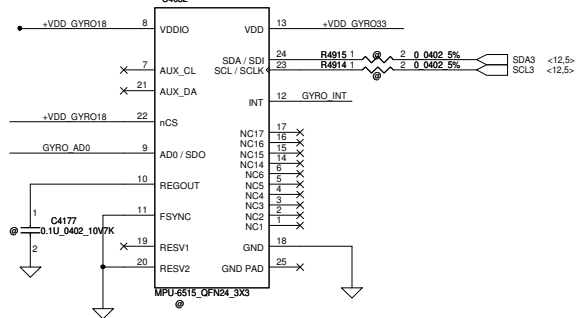 +VDD_GYRO18 8 VDDIO VDD 13 +VDD_GYRO33
SDA / SDI 24 R4915 1 @ 2 0_0402_5% SDA3 <12,5>
7 AUX_CL SCL / SCLK 23 R4914 1 @ 2 0_0402_5% SCL3 <12,5>
21 AUX_DA INT 12 GYRO_INT
+VDD_GYRO18 22 nCS
NC17 17
NC16 16
GYRO_AD0 9 AD0 / SDO NC15 15
NC14 14
10 REGOUT NC6 6
NC5 5
NC4 4
1 11 FSYNC NC3 3
C4177 NC2 2
@ 0.1U_0402_10V7K NC1 1
2 19 RESV1 GND 18
20 RESV2 GND PAD 25
MPU-6515_QFN24_3X3
@